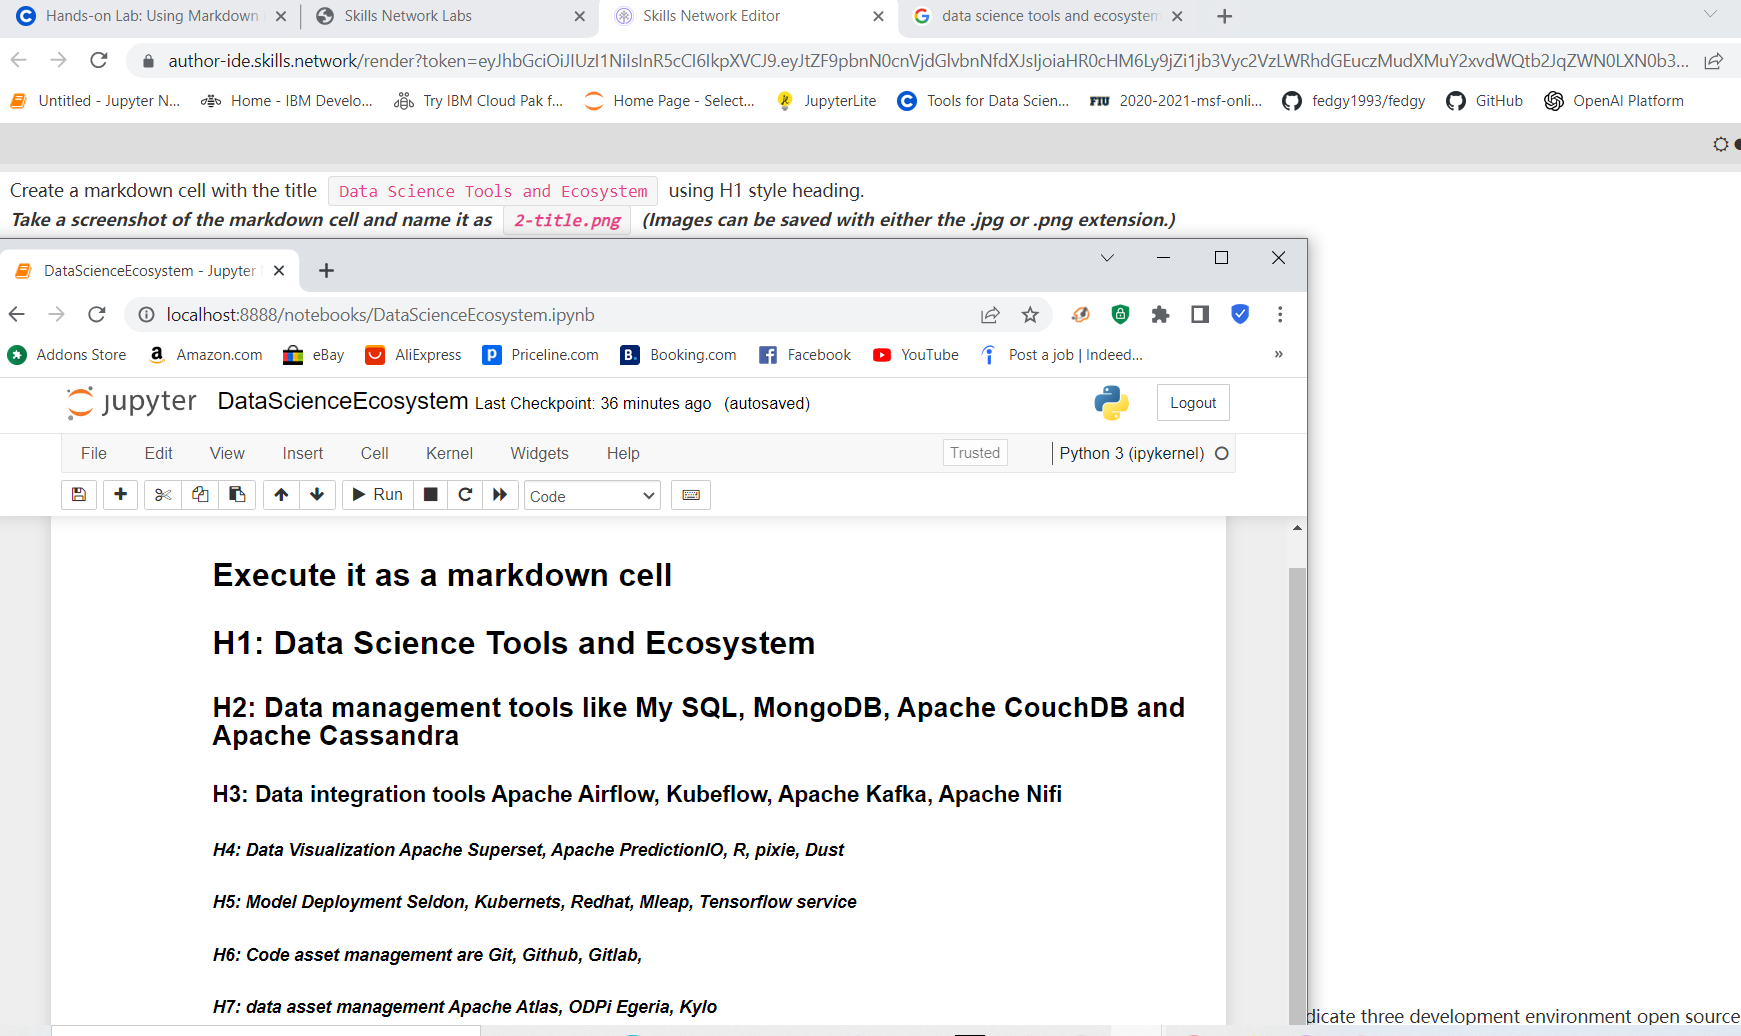 Hands-on Lab: Using Markdown
Skills Network Labs
Skills Network Editor
data science tools and ecosystem
author-ide.skills.network/render?token=eyJhbGciOiJIUzI1NiIsInR5cCI6IkpXVCJ9.eyJtZF9pbnN0cnVjdGlvbnNfdXJsIjoiaHR0cHM6Ly9jZi1jb3Vyc2VzLWRhdGEuczMudXMuY2xvdWQtb2JqZWN0LXN0b3...
Untitled - Jupyter N...
Home - IBM Develo...
Try IBM Cloud Pak f...
Home Page - Select...
JupyterLite
Tools for Data Scien...
FIU 2020-2021-msf-onli...
fedgy1993/fedgy
GitHub
OpenAI Platform
Create a markdown cell with the title Data Science Tools and Ecosystem using H1 style heading.
Take a screenshot of the markdown cell and name it as 2-title.png (Images can be saved with either the .jpg or .png extension.)
DataScienceEcosystem - Jupyter
localhost:8888/notebooks/DataScienceEcosystem.ipynb
Addons Store
Amazon.com
eBay
AliExpress
Priceline.com
B. Booking.com
Facebook
YouTube
Post a job | Indeed...
»
jupyter DataScienceEcosystem Last Checkpoint: 36 minutes ago (autosaved)
Logout
File Edit View Insert Cell Kernel Widgets Help
Trusted
Python 3 (ipykernel)
Run
Code
Execute it as a markdown cell
H1: Data Science Tools and Ecosystem
H2: Data management tools like My SQL, MongoDB, Apache CouchDB and
Apache Cassandra
H3: Data integration tools Apache Airflow, Kubeflow, Apache Kafka, Apache Nifi
H4: Data Visualization Apache Superset, Apache PredictionIO, R, pixie, Dust
H5: Model Deployment Seldon, Kubernets, Redhat, Mleap, Tensorflow service
H6: Code asset management are Git, Github, Gitlab,
H7: data asset management Apache Atlas, ODPi Egeria, Kylo
dicate three development environment open source